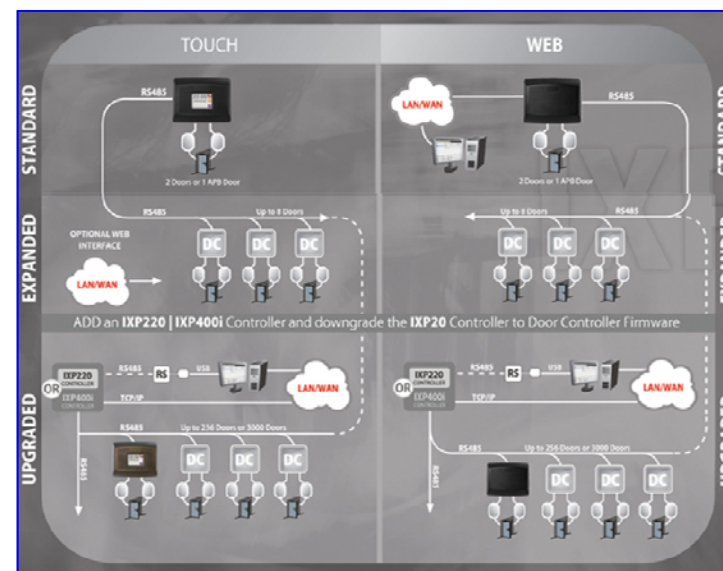 TOUCH
WEB
STANDARD
RS485
2 Doors or 1 APB Door
LAN/WAN
RS485
2 Doors or 1 APB Door
EXPANDED
OPTIONAL WEB
INTERFACE
LAN/WAN
RS485
Up to 8 Doors
DC
DC
DC
Up to 8 Doors
RS485
DC
DC
DC
ADD an IXP220 | IXP400i Controller and downgrade the IXP20 Controller to Door Controller Firmware
UPGRADED
OR
IXP220
CONTROLLER
IXP400i
CONTROLLER
RS485
RS
USB
TCP/IP
LAN/WAN
RS485
Up to 256 Doors or 3000 Doors
RS485
DC
DC
DC
OR
IXP220
CONTROLLER
IXP400i
CONTROLLER
RS485
RS
USB
TCP/IP
LAN/WAN
RS485
Up to 256 Doors or 3000 Doors
RS485
DC
DC
DC